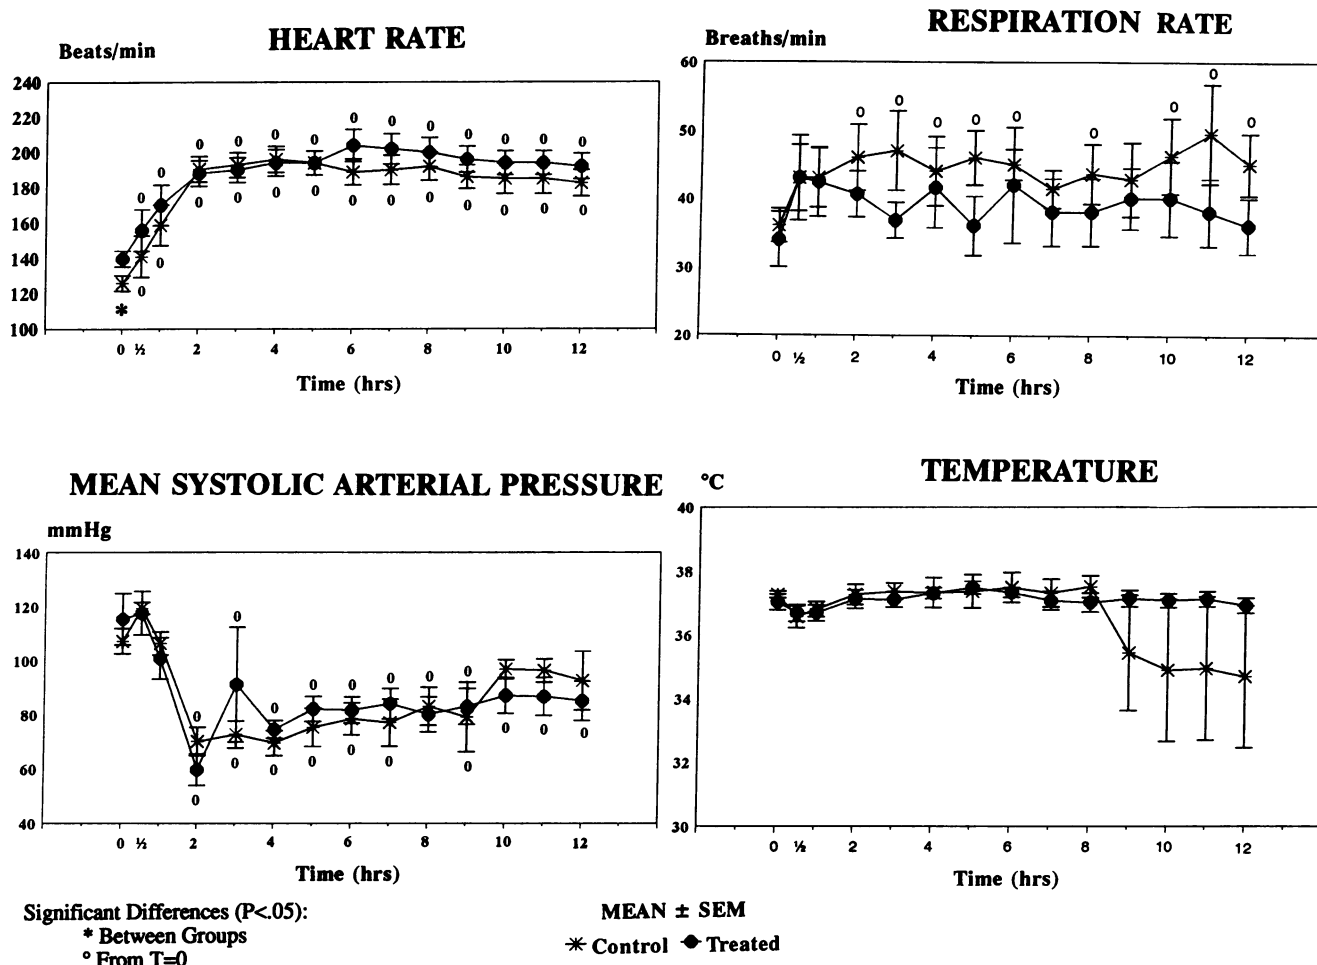 HEART RATE
Beats/min
240
220
200
180
160
140
120
100
0 ½ 2 4 6 8 10 12
Time (hrs)
RESPIRATION RATE
Breaths/min
60
50
40
30
20
0 ½ 2 4 6 8 10 12
Time (hrs)
MEAN SYSTOLIC ARTERIAL PRESSURE
mmHg
140
120
100
80
60
40
0 ½ 2 4 6 8 10 12
Time (hrs)
TEMPERATURE
°C
40
38
36
34
32
30
0 ½ 2 4 6 8 10 12
Time (hrs)
Significant Differences (P<.05):
* Between Groups
° From T=0
MEAN ± SEM
Control Treated